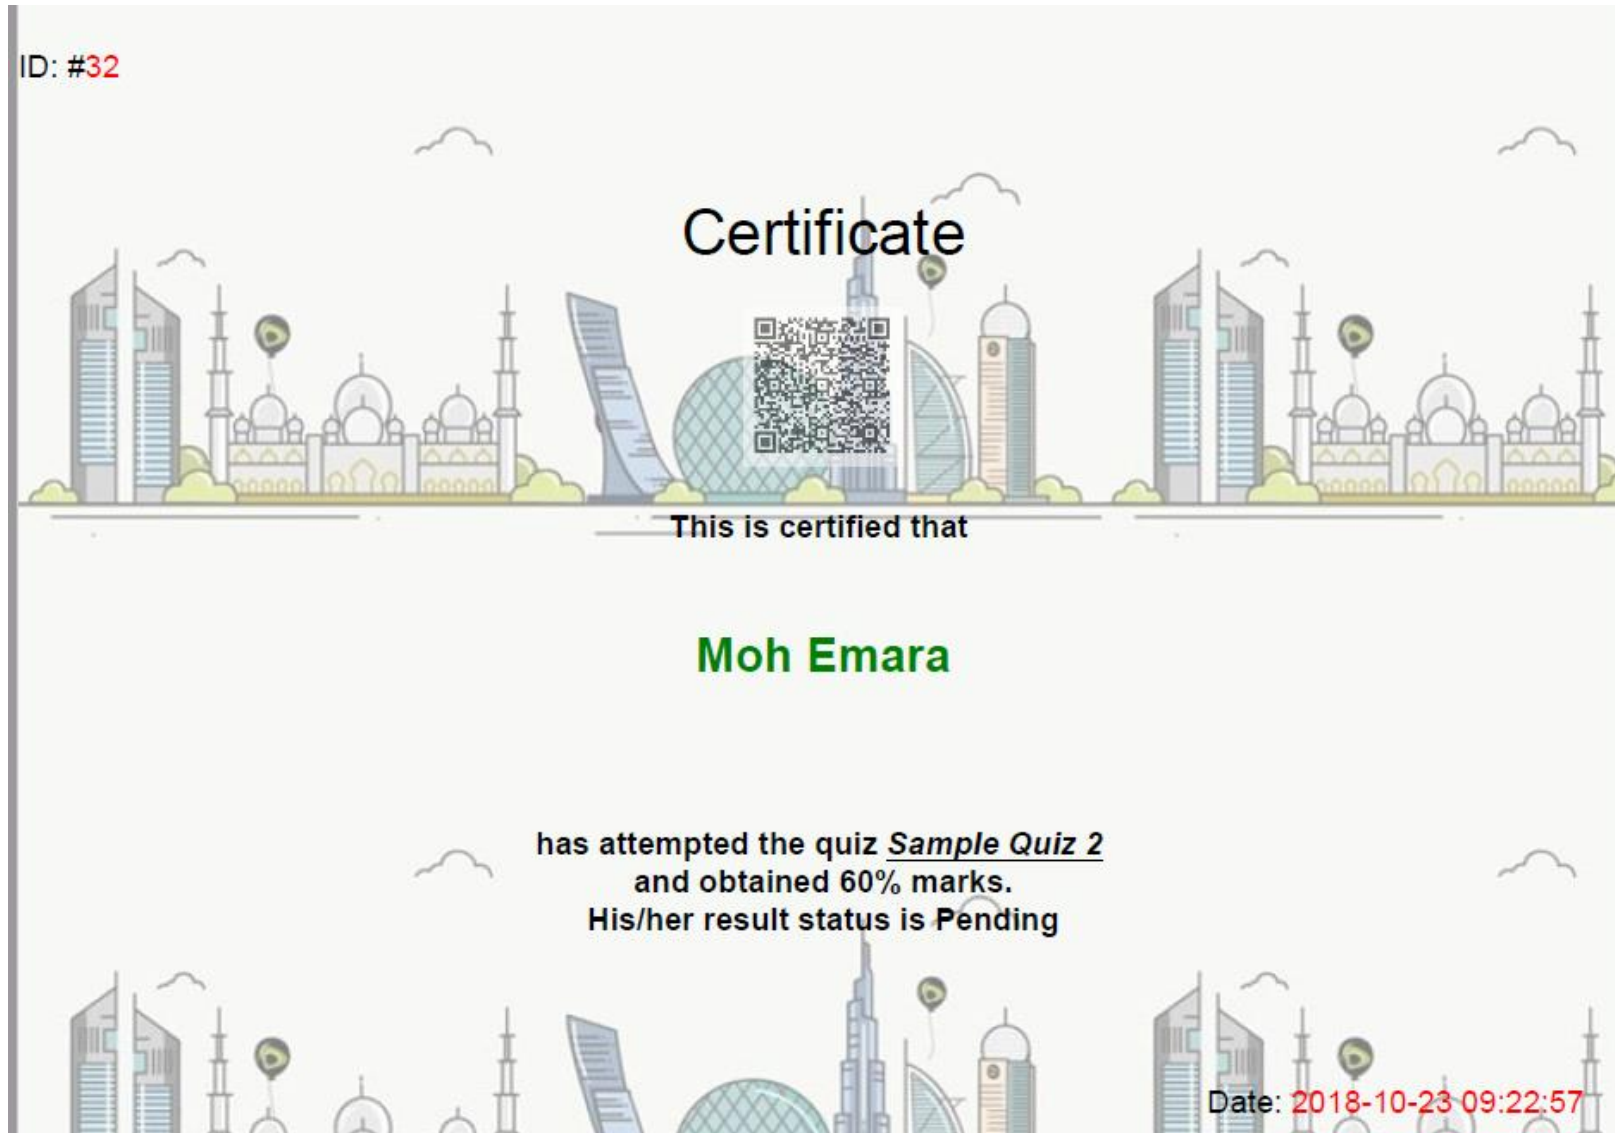 ID: #32
Certificate
This is certified that
Moh Emara
has attempted the quiz Sample Quiz 2
and obtained 60% marks.
His/her result status is Pending
Date: 2018-10-23 09:22:57